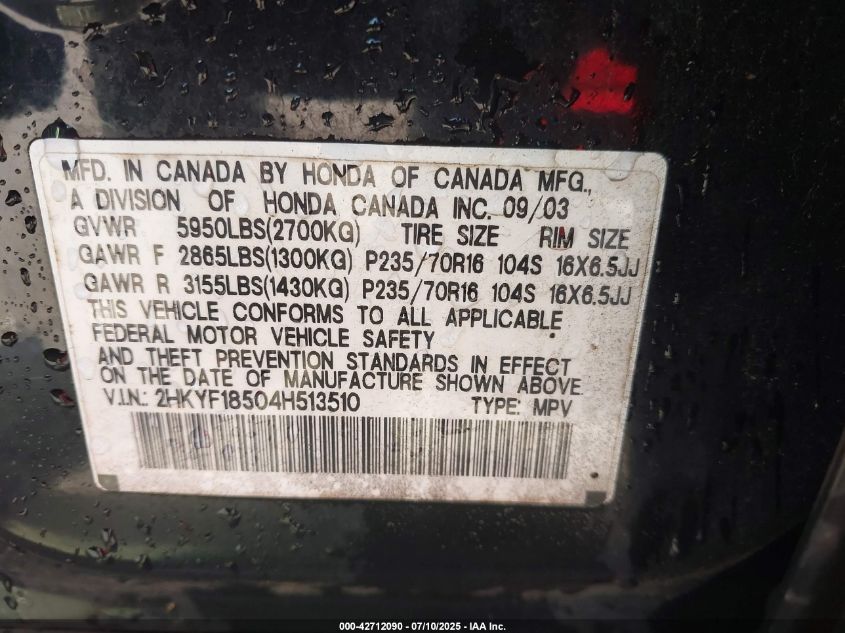 MFD. IN CANADA BY HONDA OF CANADA MFG.,
A DIVISION OF HONDA CANADA INC. 09/03
GVWR 5950LBS(2700KG) TIRE SIZE RIM SIZE
GAWR F 2865LBS(1300KG) P235/70R16 104S 16X6.5JJ
GAWR R 3155LBS(1430KG) P235/70R16 104S 16X6.5JJ
THIS VEHICLE CONFORMS TO ALL APPLICABLE
FEDERAL MOTOR VEHICLE SAFETY
AND THEFT PREVENTION STANDARDS IN EFFECT
ON THE DATE OF MANUFACTURE SHOWN ABOVE.
V.I.N.: 2HKYF18504H513510 TYPE: MPV
000-42712090 - 07/10/2025 - IAA Inc.